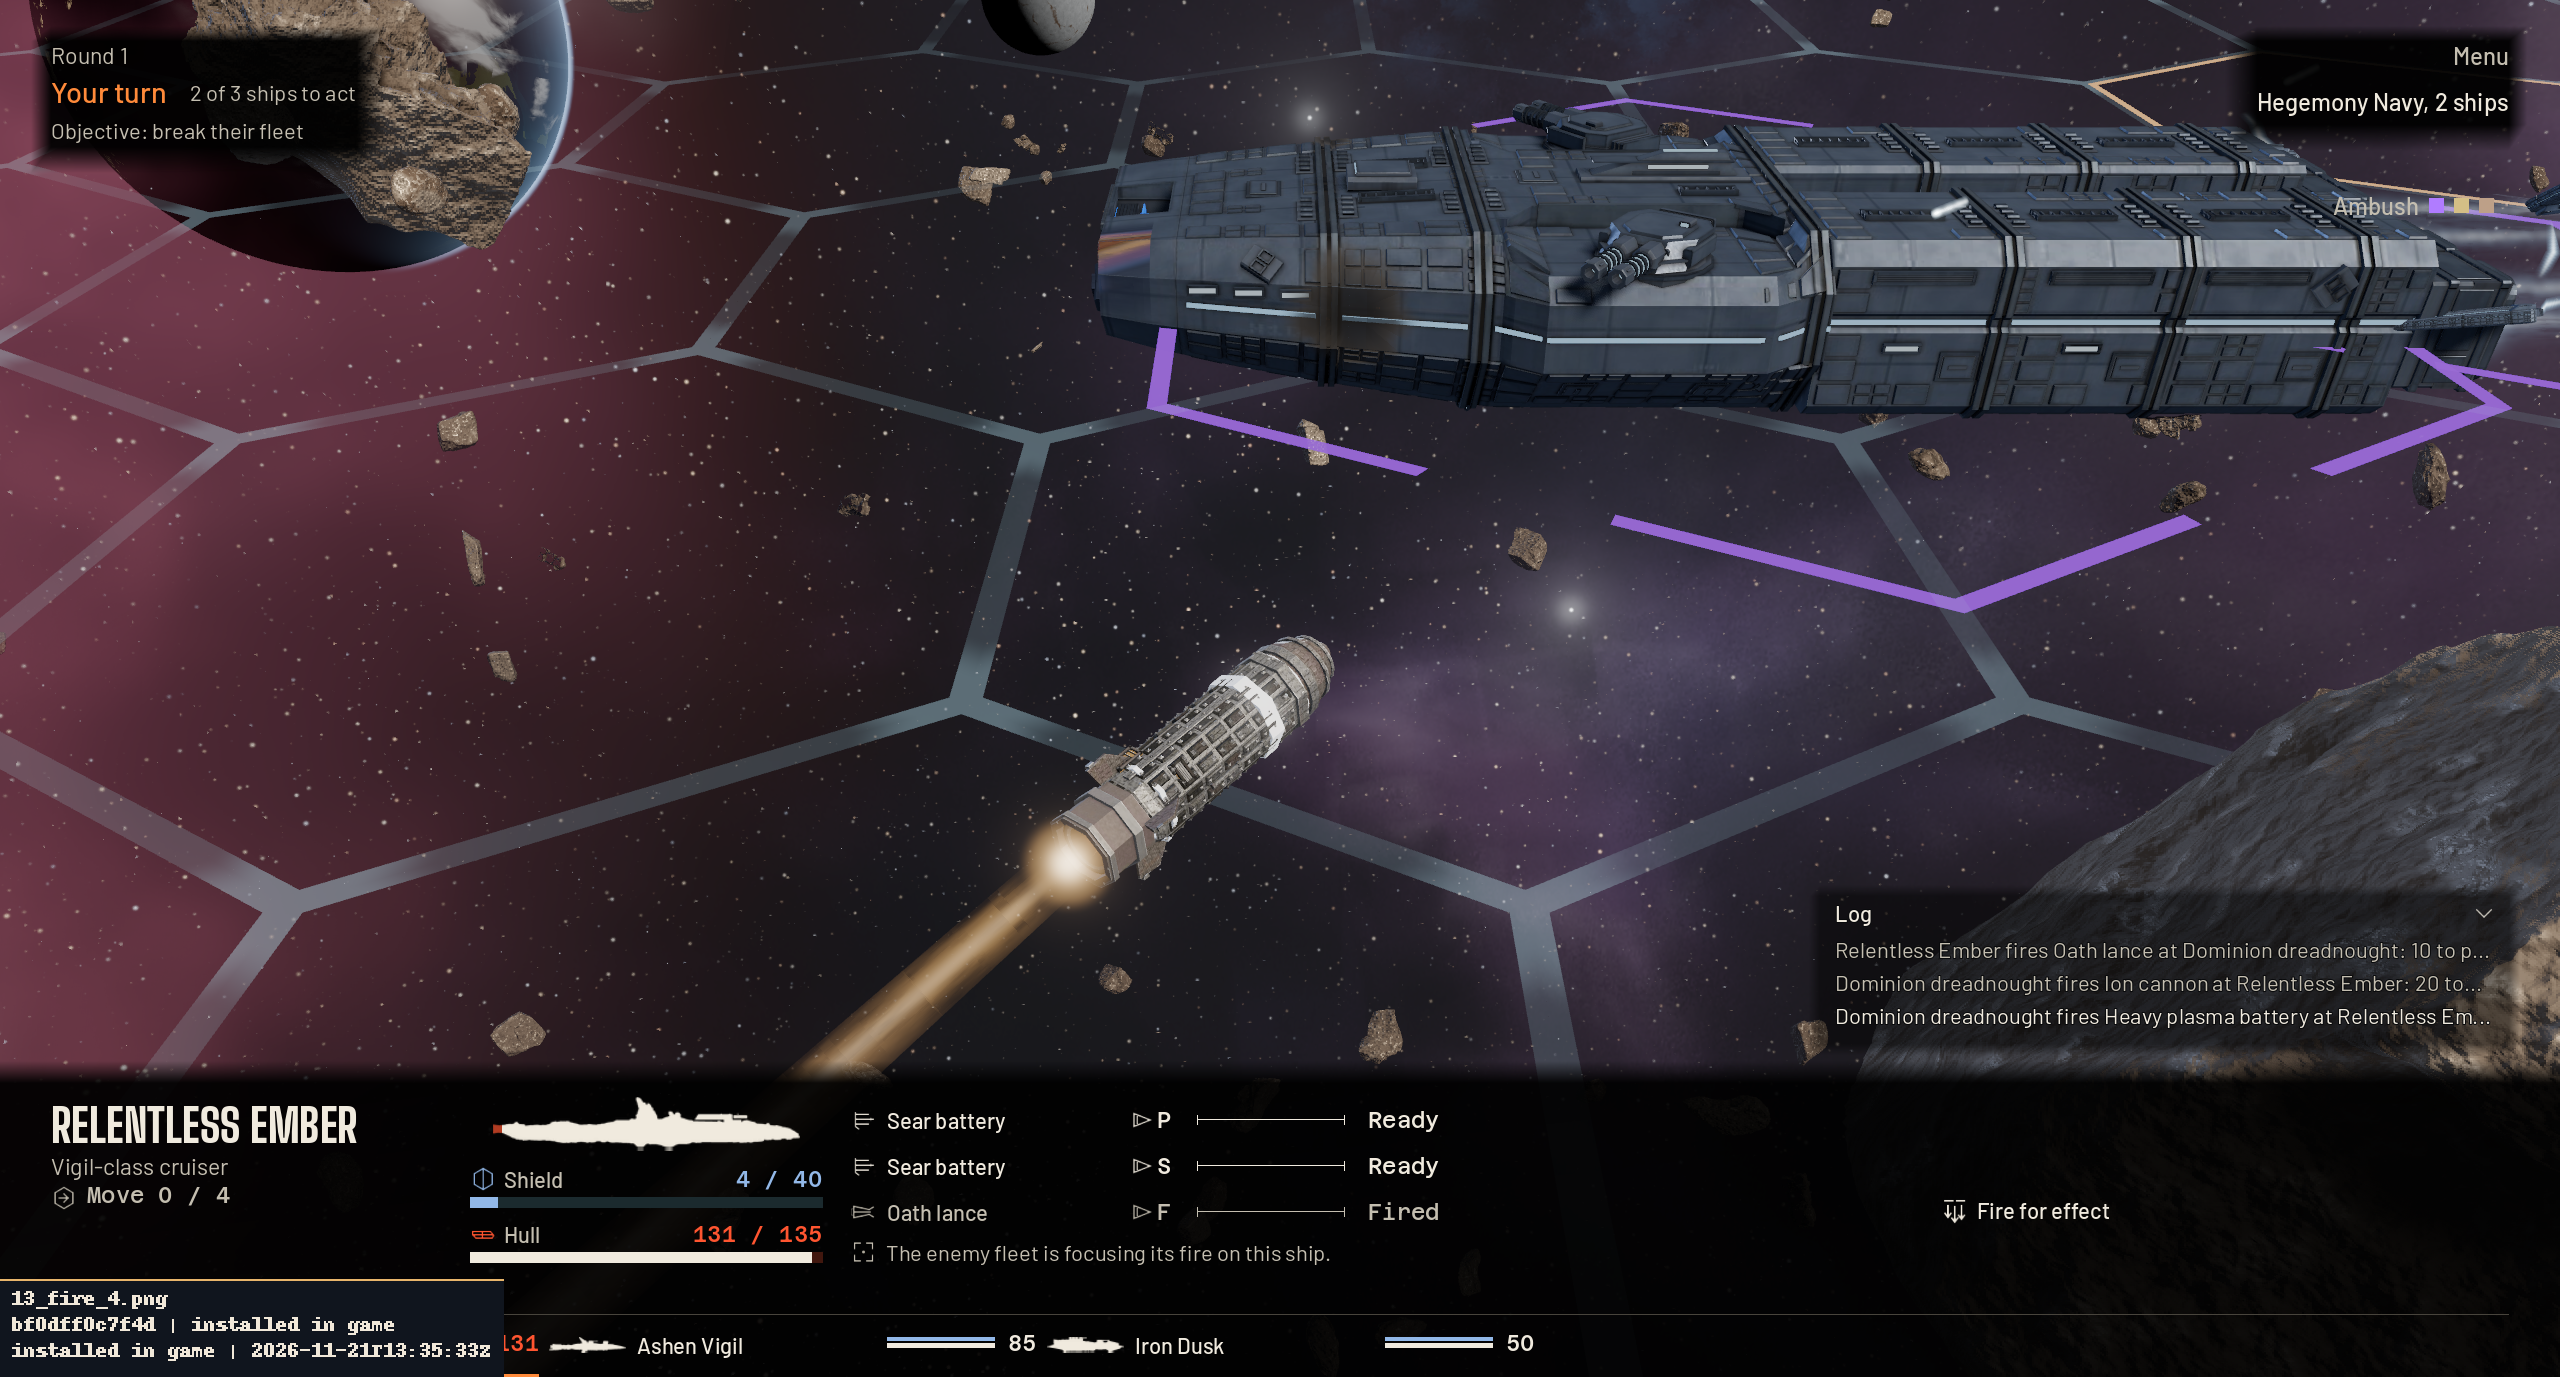 Round 1
Your turn 2 of 3 ships to act
Objective: break their fleet
Menu
Hegemony Navy, 2 ships
Ambush
Log
Relentless Ember fires Oath lance at Dominion dreadnought: 10 to p...
Dominion dreadnought fires Ion cannon at Relentless Ember: 20 to...
Dominion dreadnought fires Heavy plasma battery at Relentless Em...
RELENTLESS EMBER
Vigil-class cruiser
Move 0 / 4
Shield 4 / 40
Hull 131 / 135
Sear battery P Ready
Sear battery S Ready
Oath lance F Fired
The enemy fleet is focusing its fire on this ship.
Fire for effect
13_fire_4.png
bf0dff0c7f4d | installed in game
installed in game | 2026-11-21r13:35:33z
131 Ashen Vigil 85 Iron Dusk 50